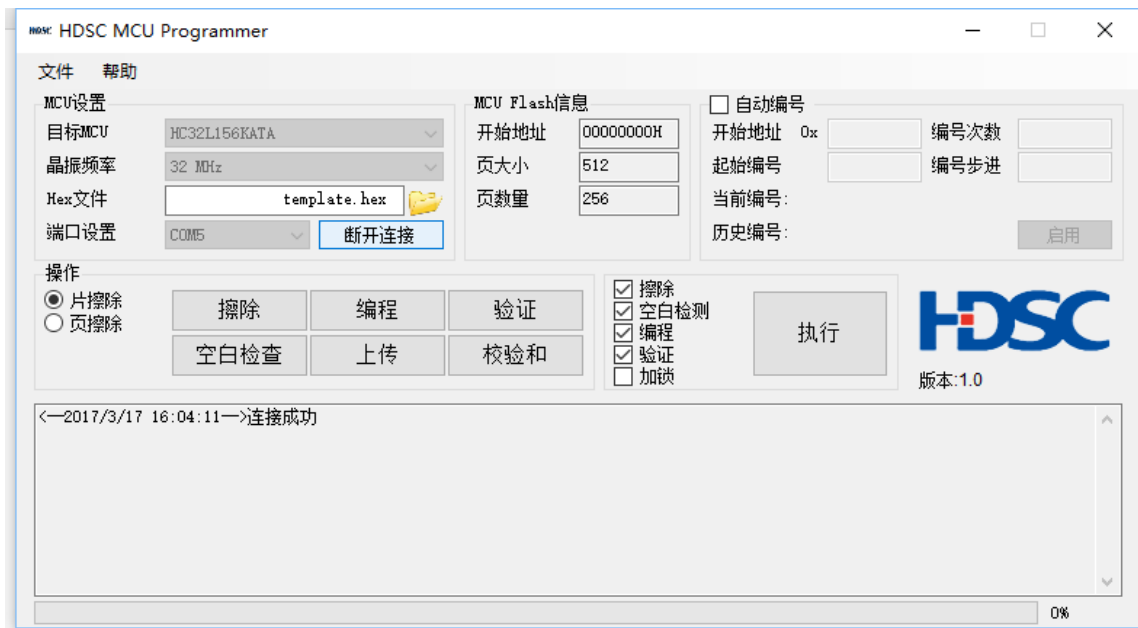 HDSC HDSC MCU Programmer
文件 帮助
MCU设置
目标MCU HC32L156KATA
晶振频率 32 MHz
Hex文件 template.hex
端口设置 COM5 断开连接
MCU Flash信息
开始地址 00000000H
页大小 512
页数量 256
自动编号
开始地址 0x 编号次数
起始编号 编号步进
当前编号:
历史编号: 启用
操作
片擦除
页擦除
擦除 编程 验证
空白检查 上传 校验和
擦除
空白检测
编程
验证
加锁
执行
HDSC
版本:1.0
<—2017/3/17 16:04:11—>连接成功
0%